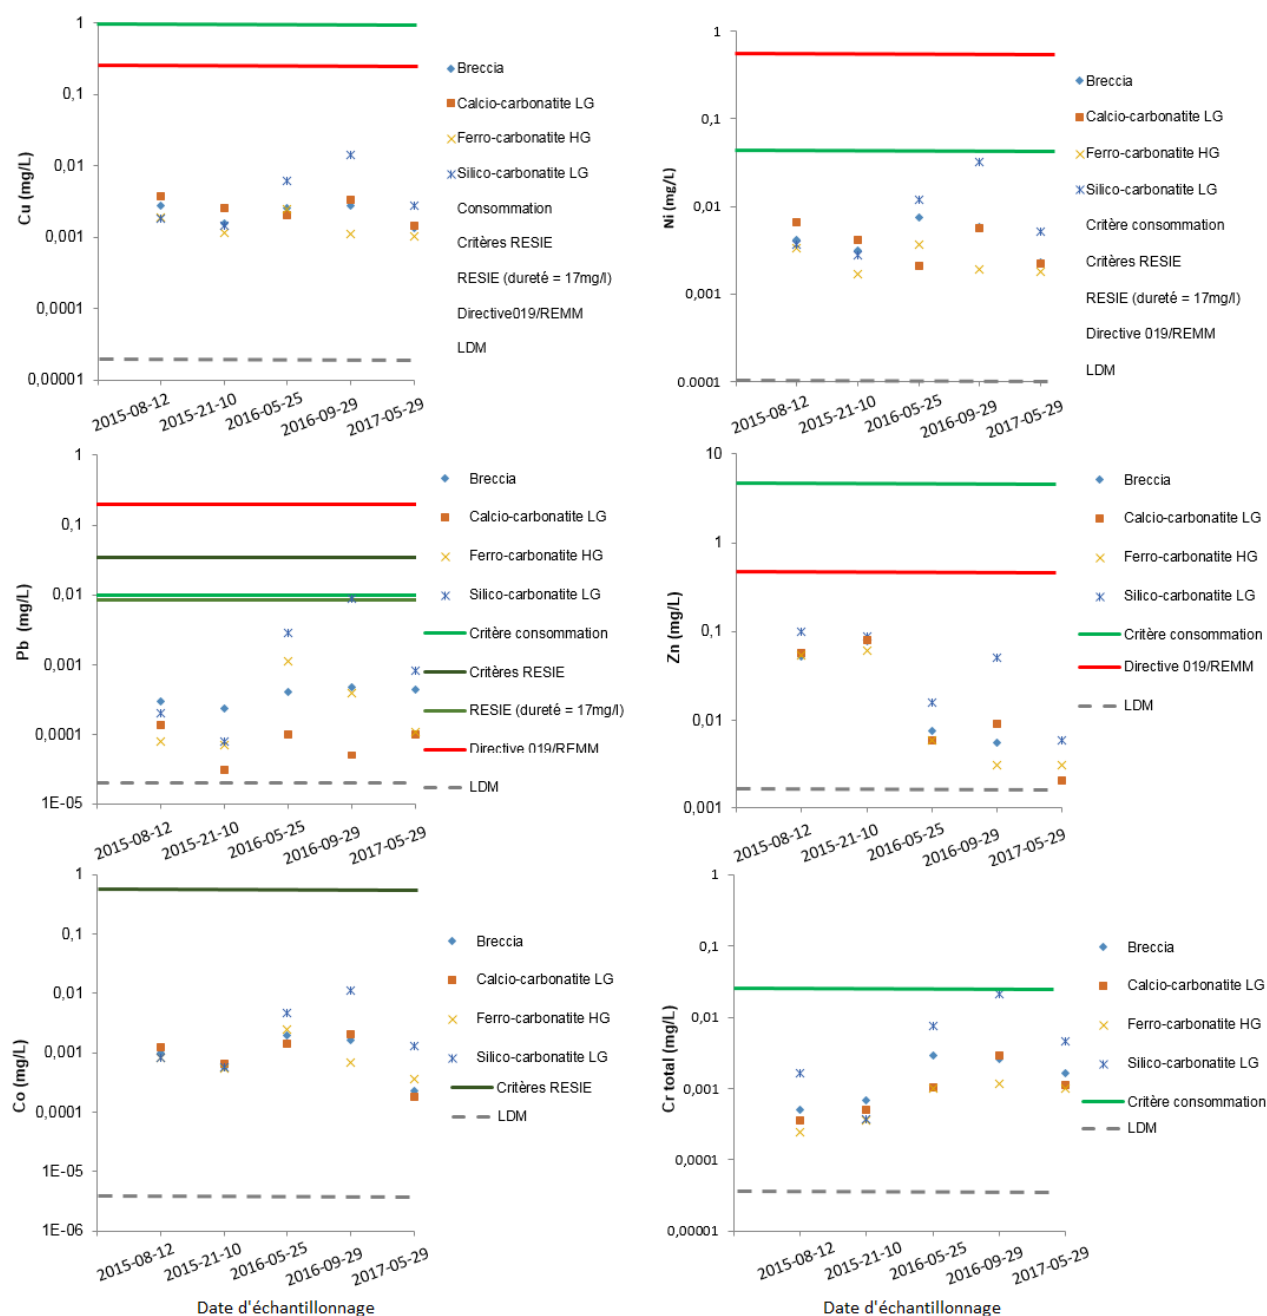 1
0,1
0,01
0,001
0,0001
0,00001
Cu (mg/L)
2015-08-12
2015-21-10
2016-05-25
2016-09-29
2017-05-29
Breccia
Calcio-carbonatite LG
Ferro-carbonatite HG
Silico-carbonatite LG
Consommation
Critères RESIE
RESIE (dureté = 17mg/l)
Directive019/REMM
LDM
1
0,1
0,01
0,001
0.0001
Ni (mg/L)
2015-08-12
2015-21-10
2016-05-25
2016-09-29
2017-05-29
Breccia
Calcio-carbonatite LG
Ferro-carbonatite HG
Silico-carbonatite LG
Critère consommation
Critères RESIE
RESIE (dureté = 17mg/l)
Directive 019/REMM
LDM
1
0,1
0,01
0,001
0,0001
1E-05
Pb (mg/L)
2015-08-12
2015-21-10
2016-05-25
2016-09-29
2017-05-29
Breccia
Calcio-carbonatite LG
Ferro-carbonatite HG
Silico-carbonatite LG
Critère consommation
Critères RESIE
RESIE (dureté = 17mg/l)
Directive 019/REMM
LDM
10
1
0,1
0,01
0,001
Zn (mg/L)
2015-08-12
2015-21-10
2016-05-25
2016-09-29
2017-05-29
Breccia
Calcio-carbonatite LG
Ferro-carbonatite HG
Silico-carbonatite LG
Critère consommation
Directive 019/REMM
LDM
1
0,1
0,01
0,001
0,0001
1E-05
1E-06
Co (mg/L)
2015-08-12
2015-21-10
2016-05-25
2016-09-29
2017-05-29
Date d'échantillonnage
Breccia
Calcio-carbonatite LG
Ferro-carbonatite HG
Silico-carbonatite LG
Critères RESIE
LDM
1
0,1
0,01
0,001
0,0001
0,00001
Cr total (mg/L)
2015-08-12
2015-21-10
2016-05-25
2016-09-29
2017-05-29
Date d'échantillonnage
Breccia
Calcio-carbonatite LG
Ferro-carbonatite HG
Silico-carbonatite LG
Critère consommation
LDM